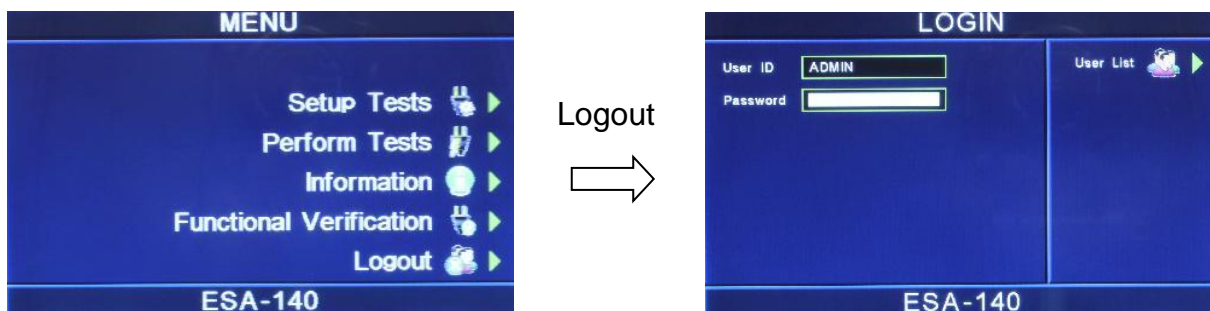 MENU
Setup Tests
Perform Tests
Information
Functional Verification
Logout
ESA-140
Logout
LOGIN
User ID ADMIN
Password
User List
ESA-140